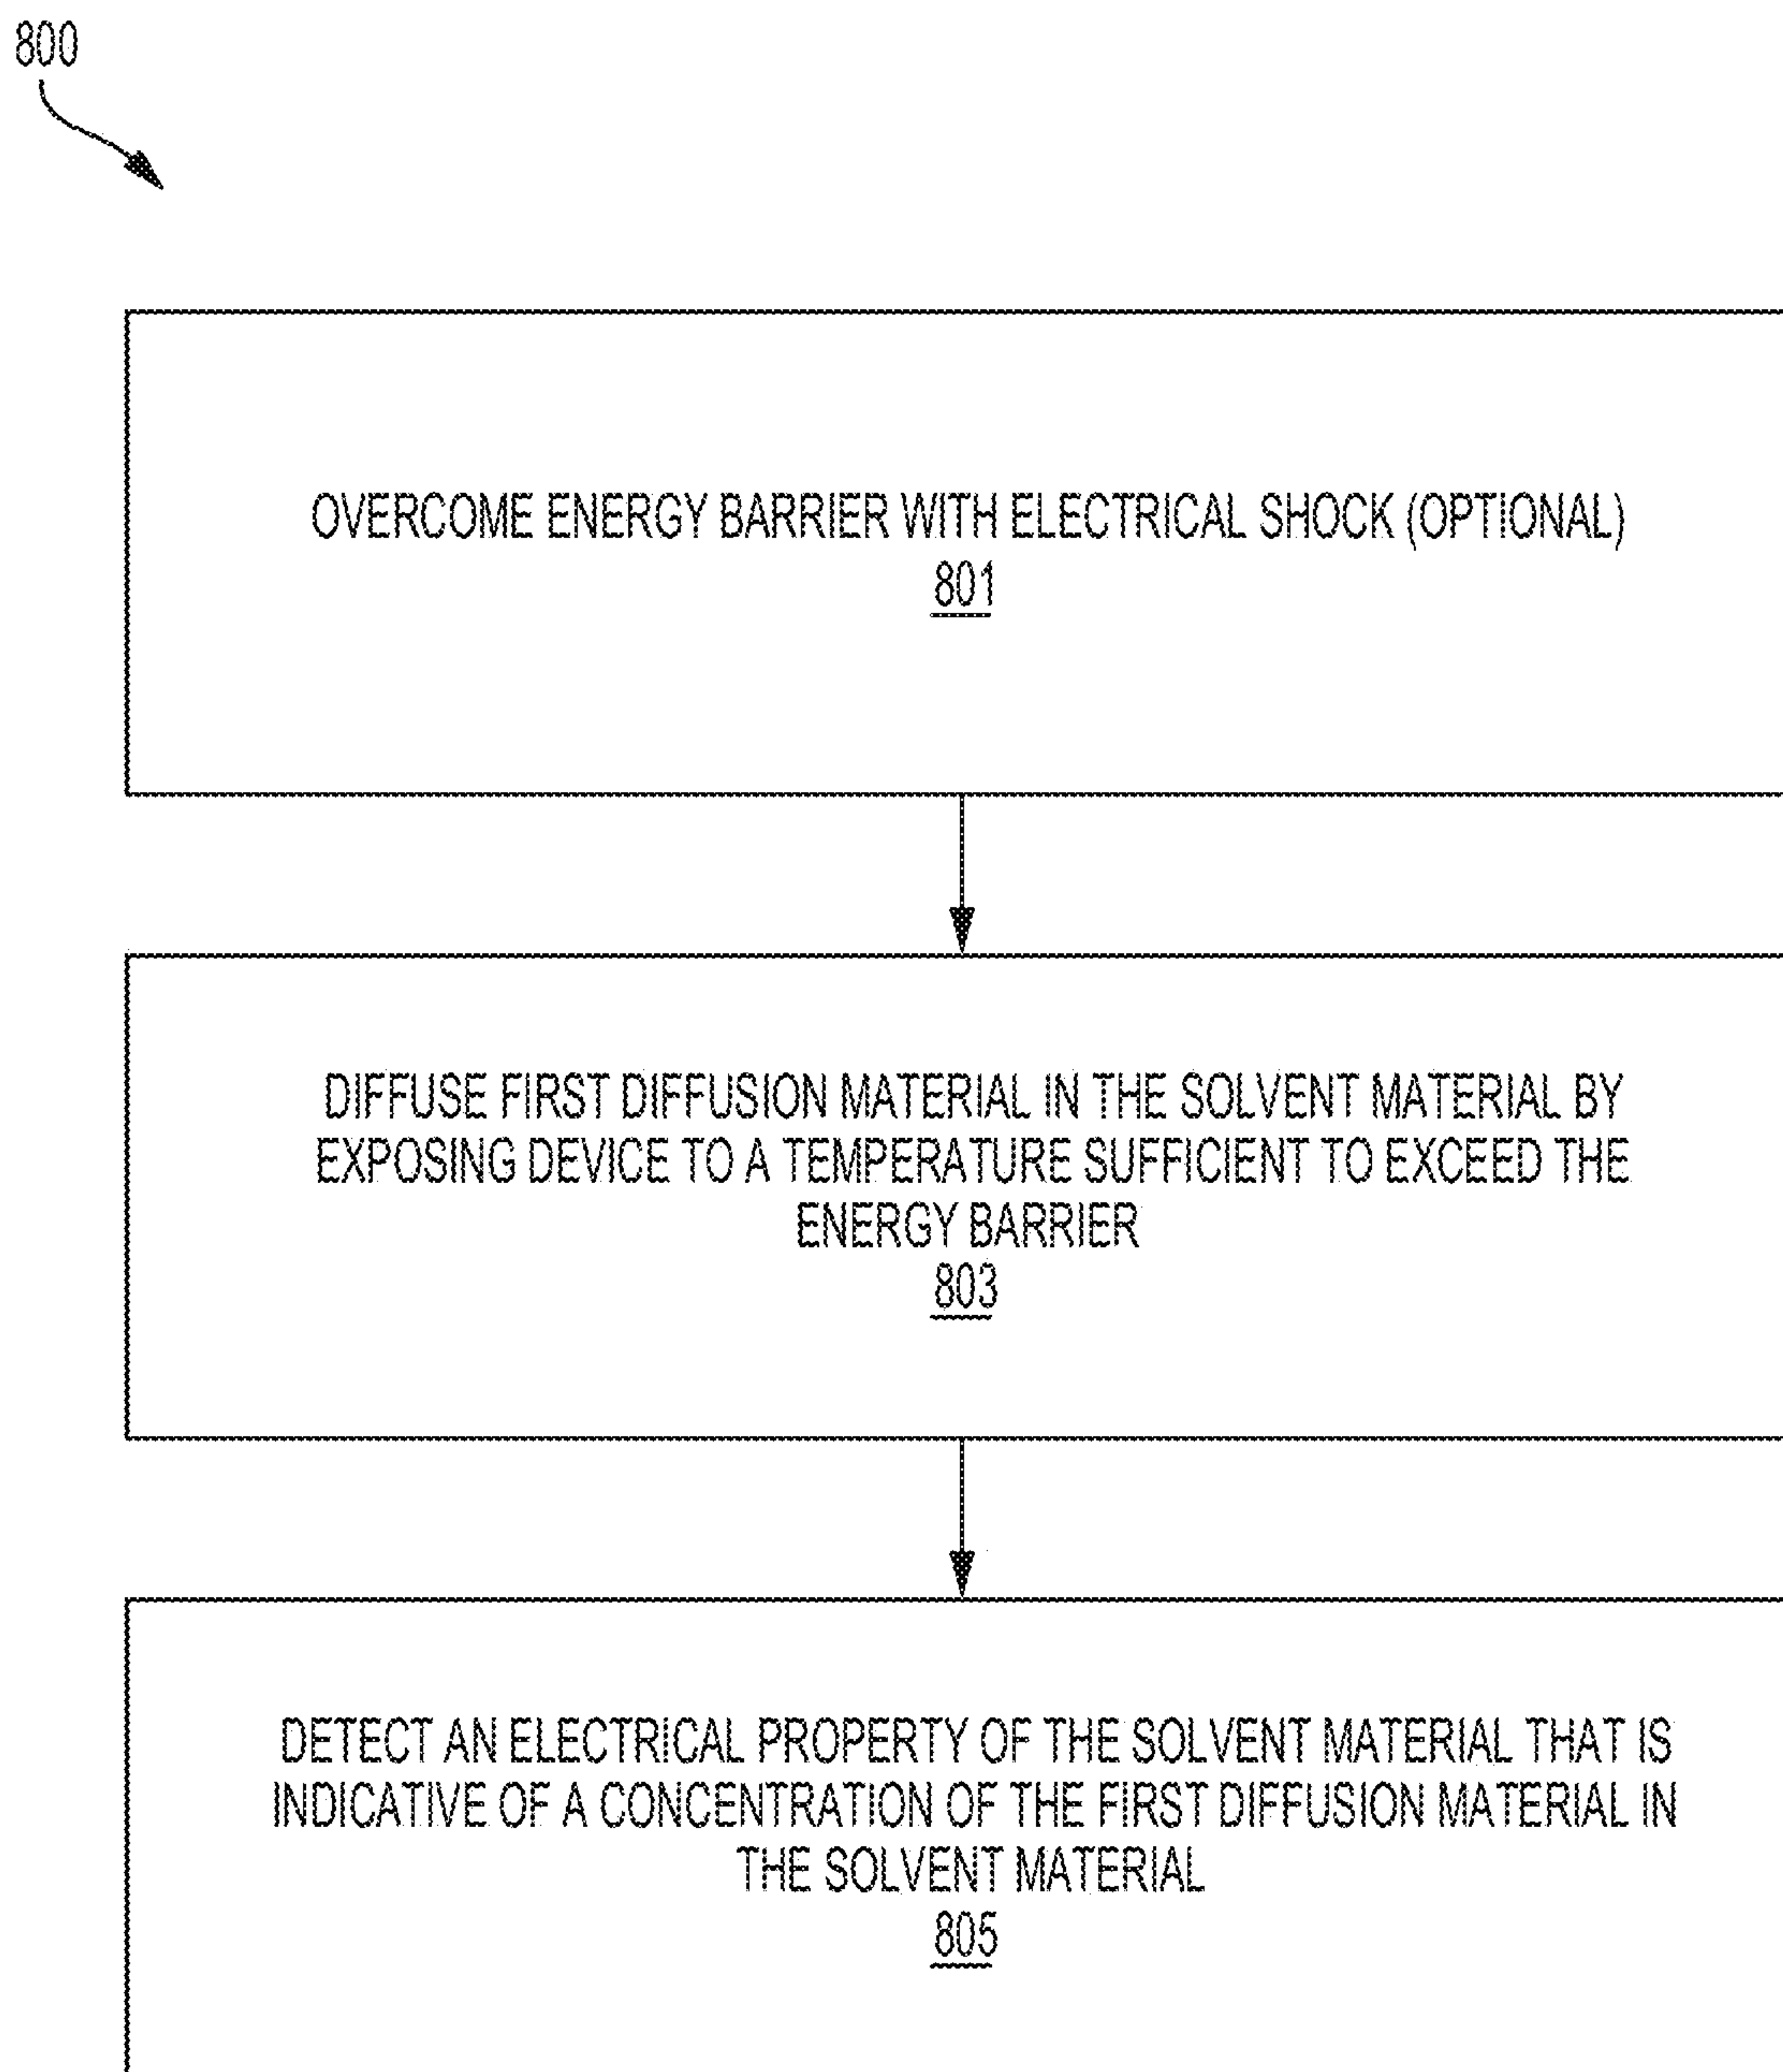 800
OVERCOME ENERGY BARRIER WITH ELECTRICAL SHOCK (OPTIONAL)
801
DIFFUSE FIRST DIFFUSION MATERIAL IN THE SOLVENT MATERIAL BY
EXPOSING DEVICE TO A TEMPERATURE SUFFICIENT TO EXCEED THE
ENERGY BARRIER
803
DETECT AN ELECTRICAL PROPERTY OF THE SOLVENT MATERIAL THAT IS
INDICATIVE OF A CONCENTRATION OF THE FIRST DIFFUSION MATERIAL IN
THE SOLVENT MATERIAL
805